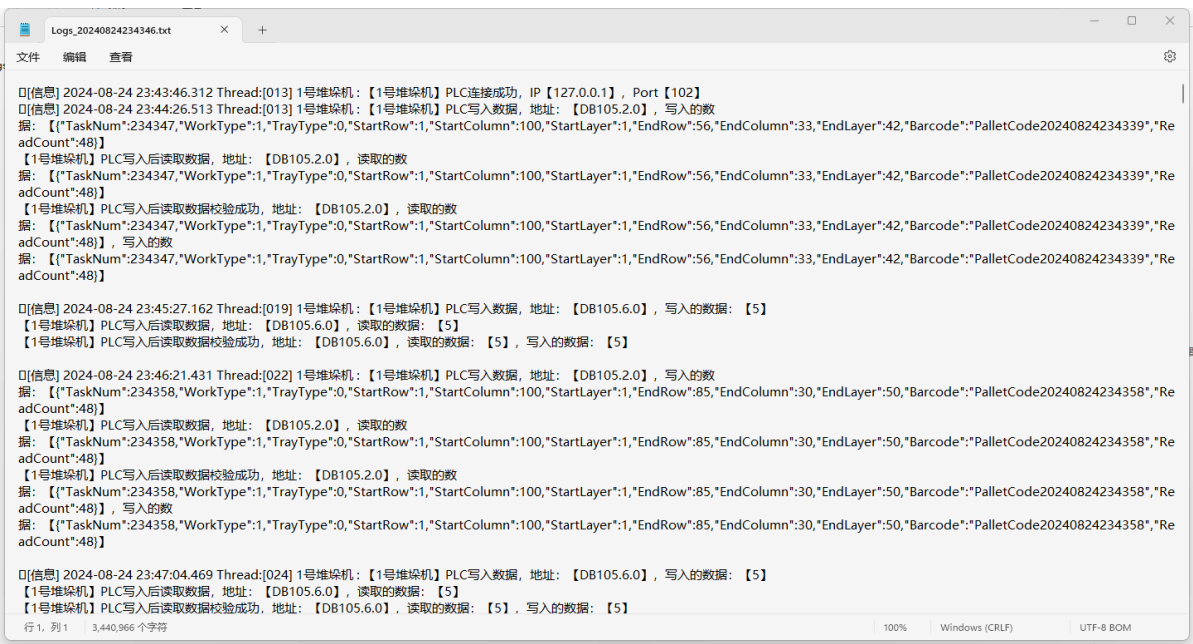 Logs_20240824234346.txt
文件 编辑 查看
[信息] 2024-08-24 23:43:46.312 Thread:[013] 1号堆垛机：【1号堆垛机】PLC连接成功，IP【127.0.0.1】，Port【102】
[信息] 2024-08-24 23:44:26.513 Thread:[013] 1号堆垛机：【1号堆垛机】PLC写入数据，地址：【DB105.2.0】，写入的数
据：【{"TaskNum":234347,"WorkType":1,"TrayType":0,"StartRow":1,"StartColumn":100,"StartLayer":1,"EndRow":56,"EndColumn":33,"EndLayer":42,"Barcode":"PalletCode20240824234339","Re
adCount":48}】
【1号堆垛机】PLC写入后读取数据，地址：【DB105.2.0】，读取的数
据：【{"TaskNum":234347,"WorkType":1,"TrayType":0,"StartRow":1,"StartColumn":100,"StartLayer":1,"EndRow":56,"EndColumn":33,"EndLayer":42,"Barcode":"PalletCode20240824234339","Re
adCount":48}】
【1号堆垛机】PLC写入后读取数据校验成功，地址：【DB105.2.0】，读取的数
据：【{"TaskNum":234347,"WorkType":1,"TrayType":0,"StartRow":1,"StartColumn":100,"StartLayer":1,"EndRow":56,"EndColumn":33,"EndLayer":42,"Barcode":"PalletCode20240824234339","Re
adCount":48}】，写入的数
据：【{"TaskNum":234347,"WorkType":1,"TrayType":0,"StartRow":1,"StartColumn":100,"StartLayer":1,"EndRow":56,"EndColumn":33,"EndLayer":42,"Barcode":"PalletCode20240824234339","Re
adCount":48}】
[信息] 2024-08-24 23:45:27.162 Thread:[019] 1号堆垛机：【1号堆垛机】PLC写入数据，地址：【DB105.6.0】，写入的数据：【5】
【1号堆垛机】PLC写入后读取数据，地址：【DB105.6.0】，读取的数据：【5】
【1号堆垛机】PLC写入后读取数据校验成功，地址：【DB105.6.0】，读取的数据：【5】，写入的数据：【5】
[信息] 2024-08-24 23:46:21.431 Thread:[022] 1号堆垛机：【1号堆垛机】PLC写入数据，地址：【DB105.2.0】，写入的数
据：【{"TaskNum":234358,"WorkType":1,"TrayType":0,"StartRow":1,"StartColumn":100,"StartLayer":1,"EndRow":85,"EndColumn":30,"EndLayer":50,"Barcode":"PalletCode20240824234358","Re
adCount":48}】
【1号堆垛机】PLC写入后读取数据，地址：【DB105.2.0】，读取的数
据：【{"TaskNum":234358,"WorkType":1,"TrayType":0,"StartRow":1,"StartColumn":100,"StartLayer":1,"EndRow":85,"EndColumn":30,"EndLayer":50,"Barcode":"PalletCode20240824234358","Re
adCount":48}】
【1号堆垛机】PLC写入后读取数据校验成功，地址：【DB105.2.0】，读取的数
据：【{"TaskNum":234358,"WorkType":1,"TrayType":0,"StartRow":1,"StartColumn":100,"StartLayer":1,"EndRow":85,"EndColumn":30,"EndLayer":50,"Barcode":"PalletCode20240824234358","Re
adCount":48}】，写入的数
据：【{"TaskNum":234358,"WorkType":1,"TrayType":0,"StartRow":1,"StartColumn":100,"StartLayer":1,"EndRow":85,"EndColumn":30,"EndLayer":50,"Barcode":"PalletCode20240824234358","Re
adCount":48}】
[信息] 2024-08-24 23:47:04.469 Thread:[024] 1号堆垛机：【1号堆垛机】PLC写入数据，地址：【DB105.6.0】，写入的数据：【5】
【1号堆垛机】PLC写入后读取数据，地址：【DB105.6.0】，读取的数据：【5】
【1号堆垛机】PLC写入后读取数据校验成功，地址：【DB105.6.0】，读取的数据：【5】，写入的数据：【5】
行 1，列 1 3,440,966 个字符 100% Windows (CRLF) UTF-8 BOM